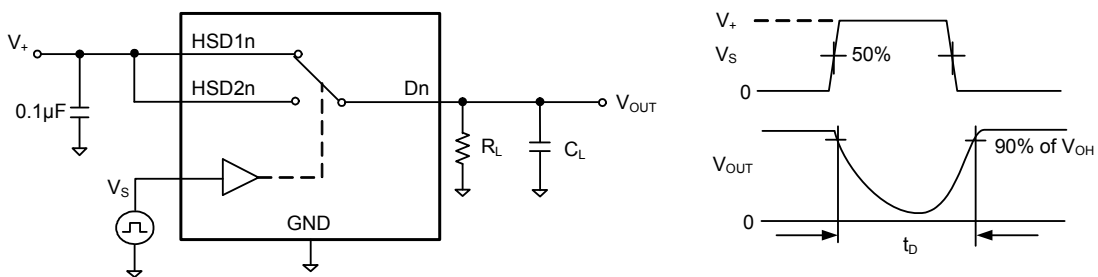 V+
0.1µF
HSD1n
HSD2n
Dn
VOUT
RL
CL
VS
GND
V+
VS
50%
0
VOUT
90% of VOH
0
tD